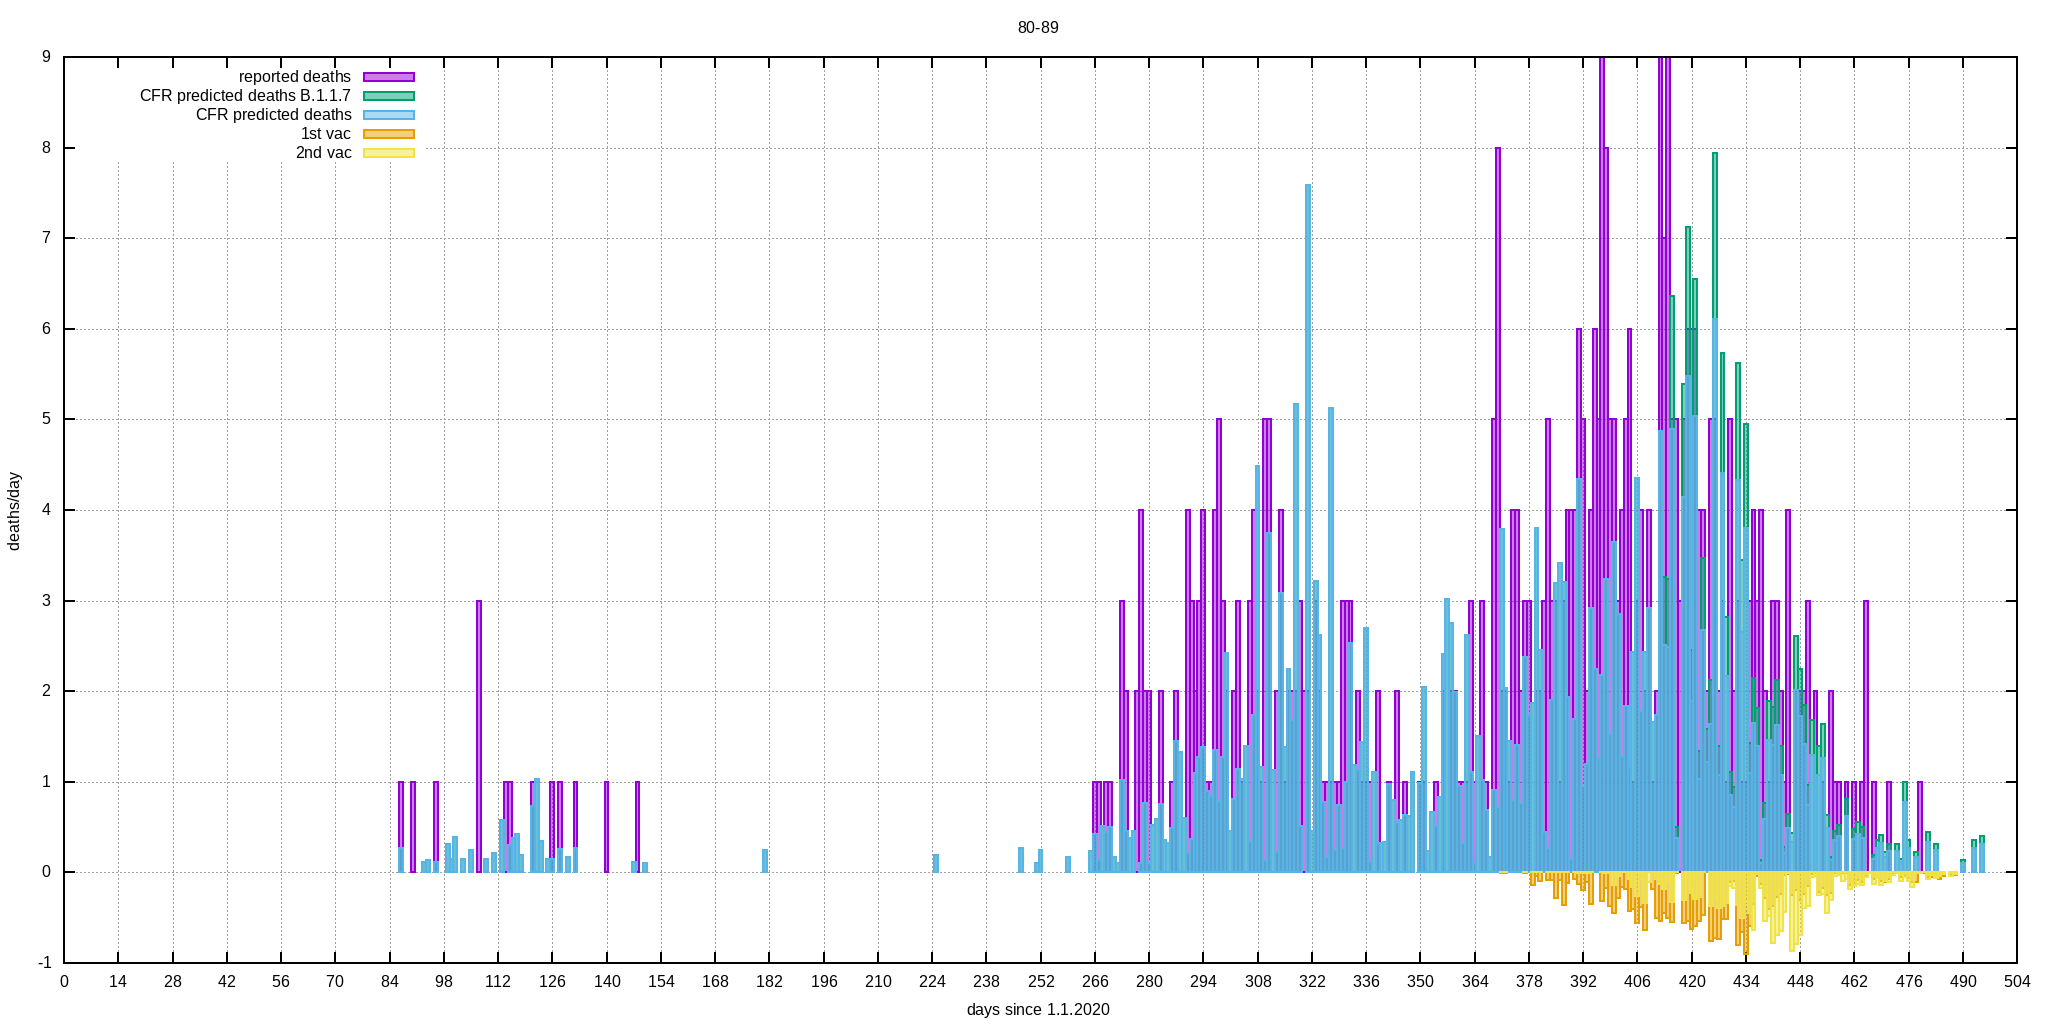 80-89
reported deaths
CFR predicted deaths B.1.1.7
CFR predicted deaths
1st vac
2nd vac
9
8
7
6
5
4
3
2
1
0
-1
deaths/day
0 14 28 42 56 70 84 98 112 126 140 154 168 182 196 210 224 238 252 266 280 294 308 322 336 350 364 378 392 406 420 434 448 462 476 490 504
days since 1.1.2020